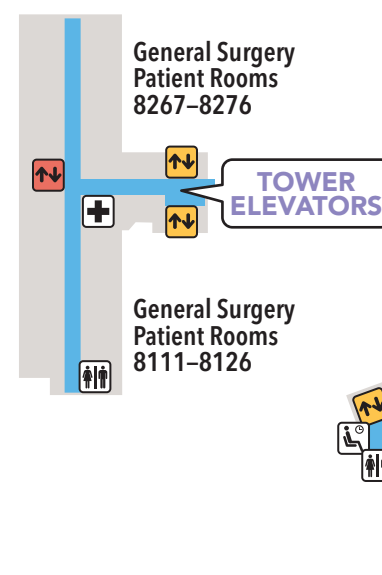 General Surgery
Patient Rooms
8267–8276
TOWER
ELEVATORS
General Surgery
Patient Rooms
8111–8126